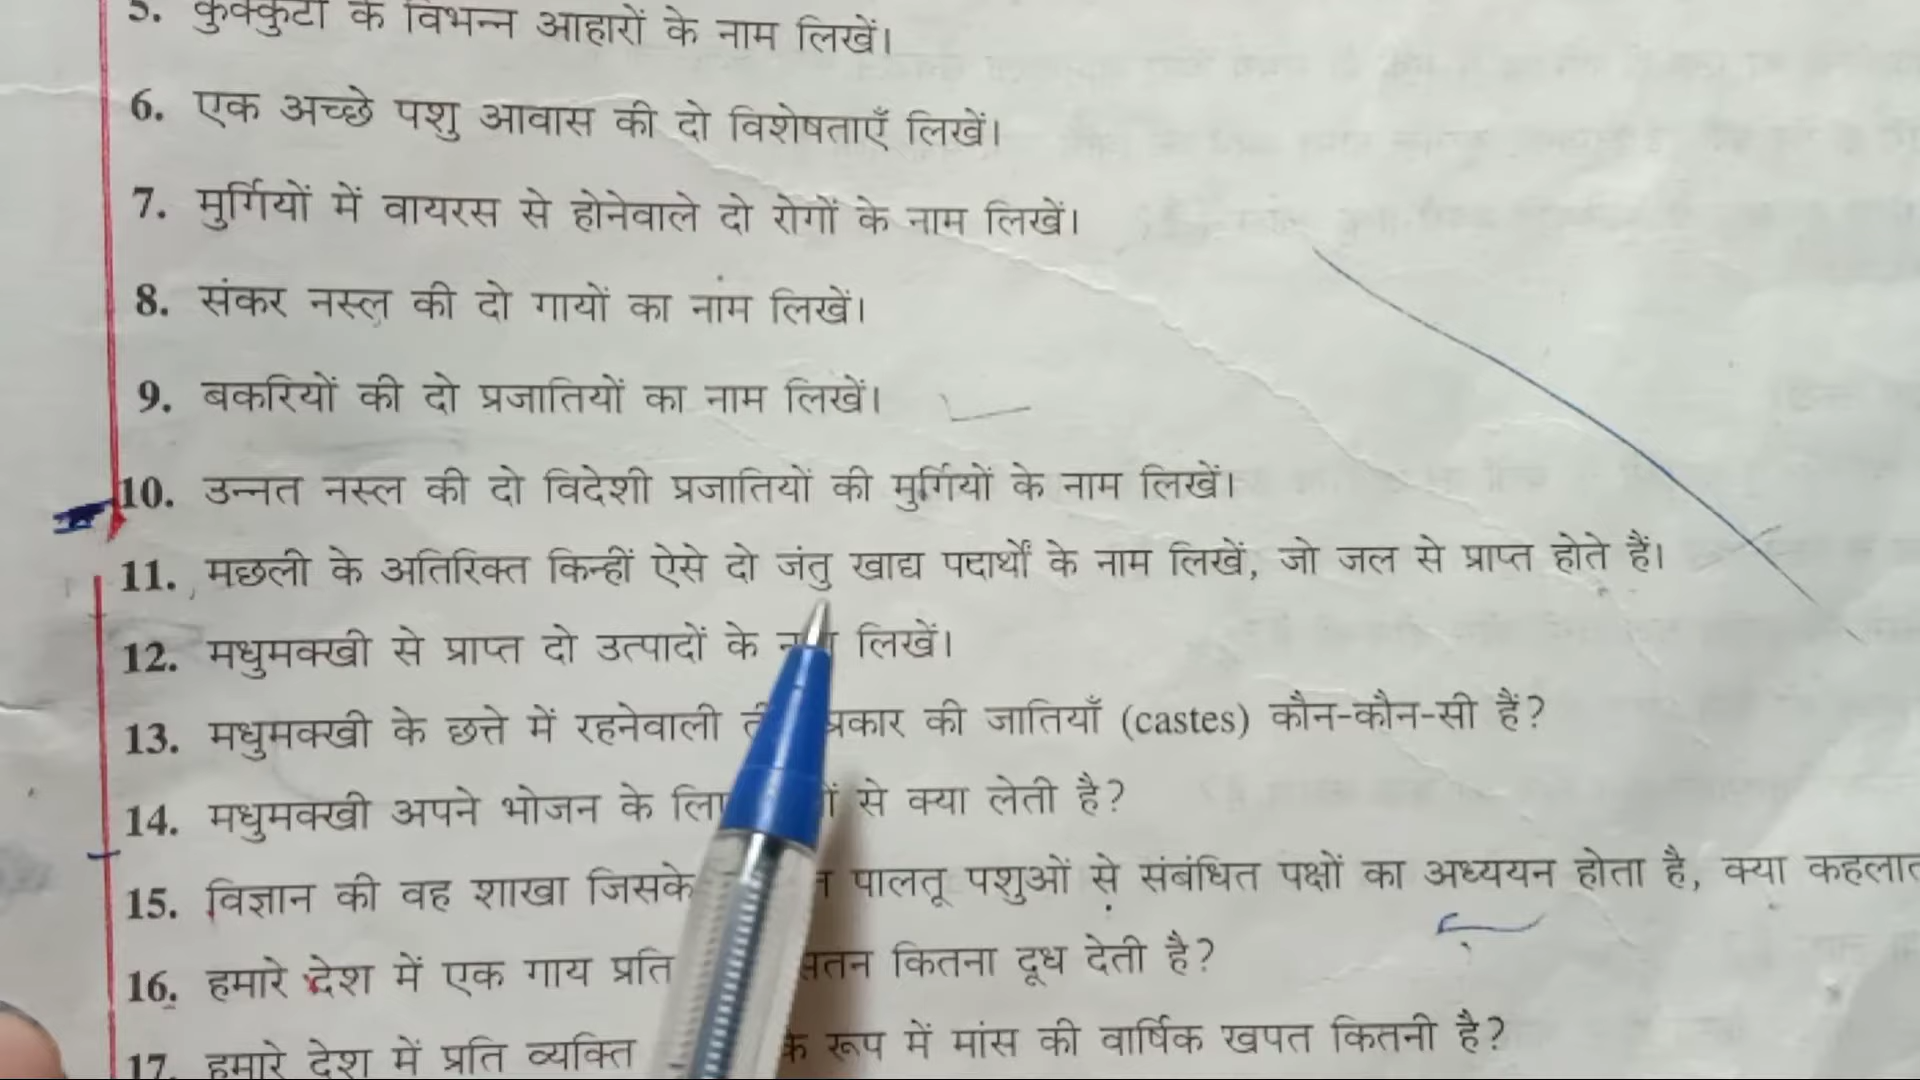 5. कुक्कुटों के विभिन्न आहारों के नाम लिखें।
6. एक अच्छे पशु आवास की दो विशेषताएँ लिखें।
7. मुर्गियों में वायरस से होनेवाले दो रोगों के नाम लिखें।
8. संकर नस्ल की दो गायों का नाम लिखें।
9. बकरियों की दो प्रजातियों का नाम लिखें।
10. उन्नत नस्ल की दो विदेशी प्रजातियों की मुर्गियों के नाम लिखें।
11. मछली के अतिरिक्त किन्हीं ऐसे दो जंतु खाद्य पदार्थों के नाम लिखें, जो जल से प्राप्त होते हैं।
12. मधुमक्खी से प्राप्त दो उत्पादों के लिखें।
13. मधुमक्खी के छत्ते में रहनेवाली प्रकार की जातियाँ (castes) कौन-कौन-सी हैं?
14. मधुमक्खी अपने भोजन के से क्या लेती है?
15. विज्ञान की वह शाखा जिसके पालतू पशुओं से संबंधित पक्षों का अध्ययन होता है, क्या
16. हमारे देश में एक गाय प्रति कितना दूध देती है?
17. हमारे देश में प्रति व्यक्ति के रूप में मांस की वार्षिक खपत कितनी है?